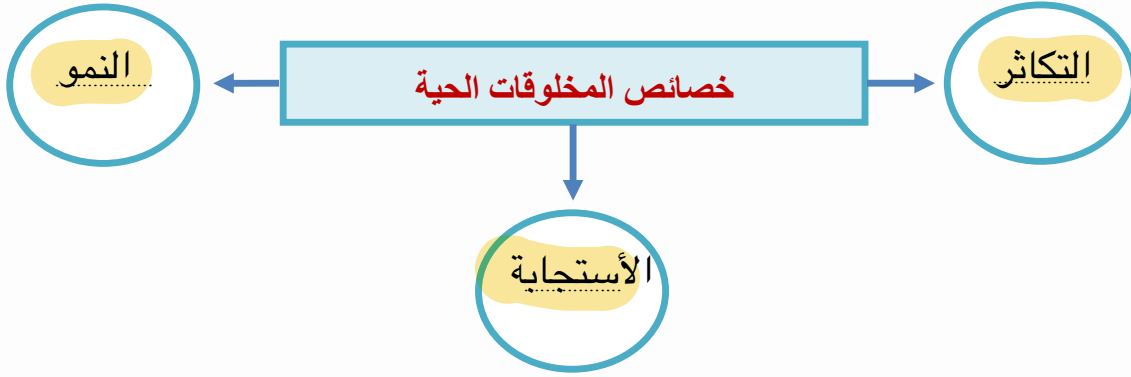 خصائص المخلوقات الحية
التكاثر
النمو
الأستجابة